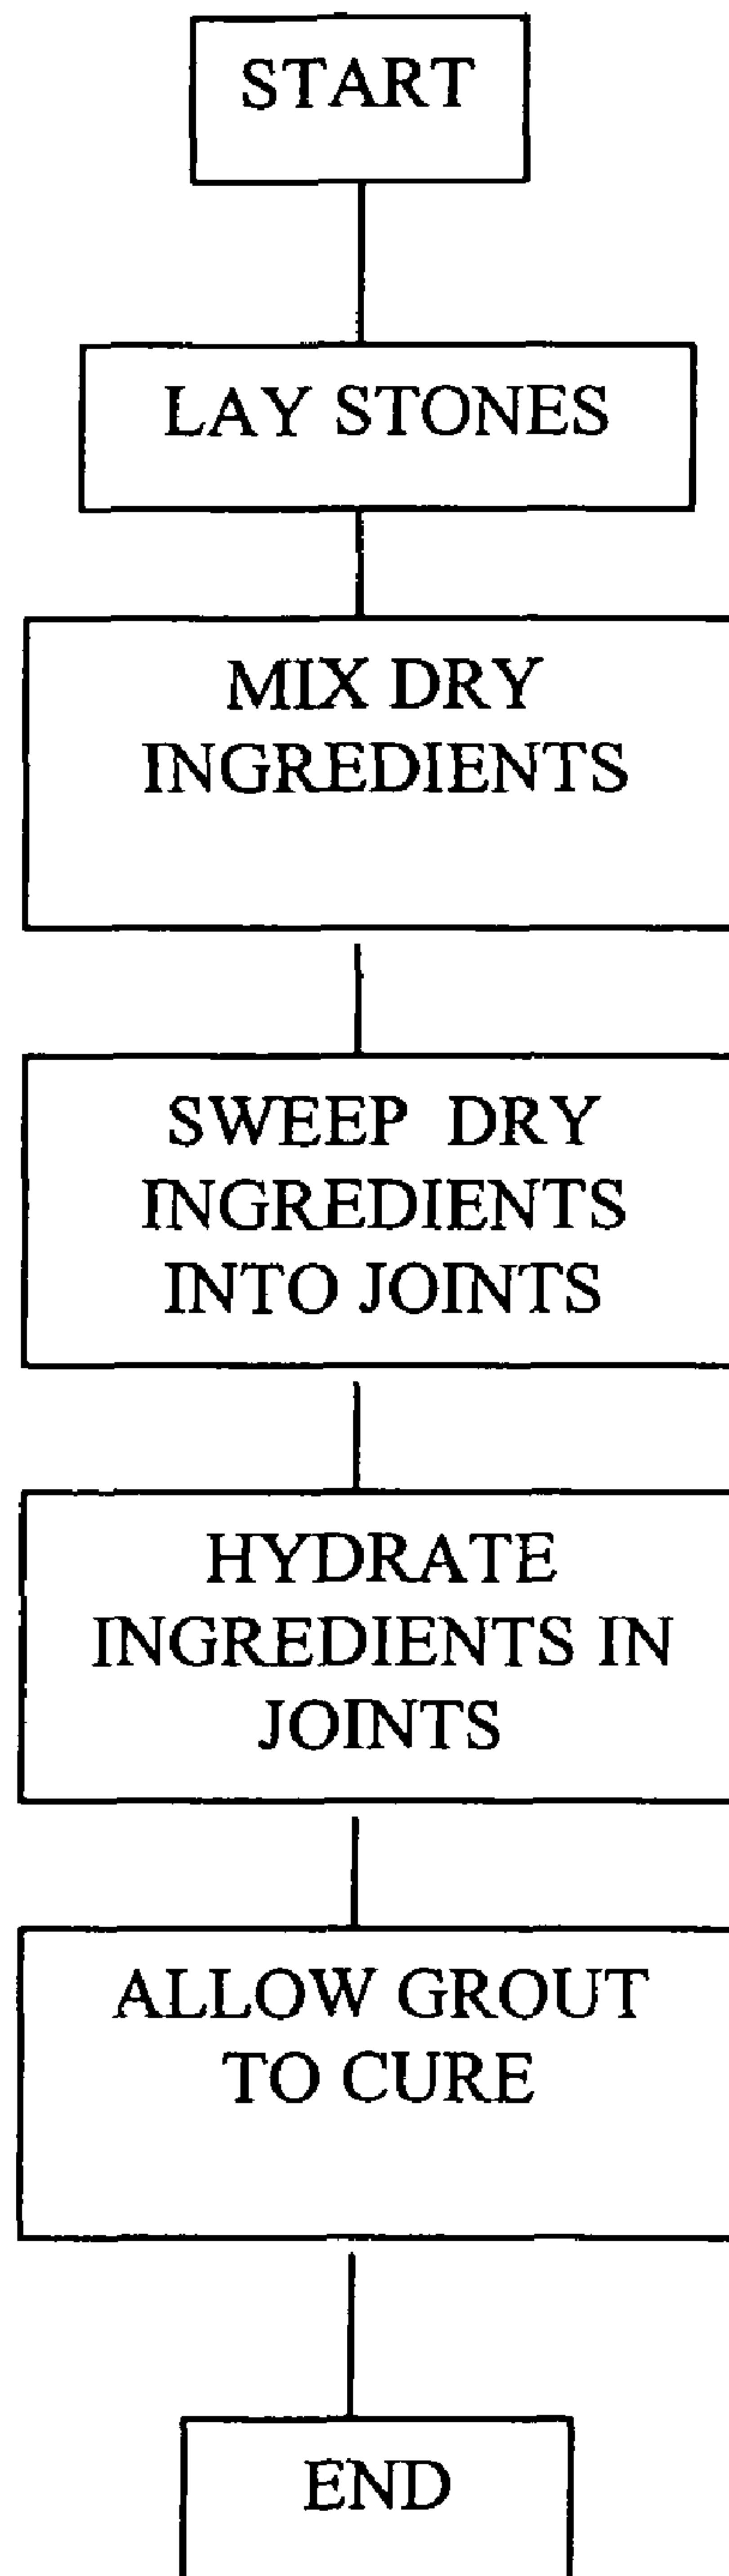 START
LAY STONES
MIX DRY
INGREDIENTS
SWEEP DRY
INGREDIENTS
INTO JOINTS
HYDRATE
INGREDIENTS IN
JOINTS
ALLOW GROUT
TO CURE
END